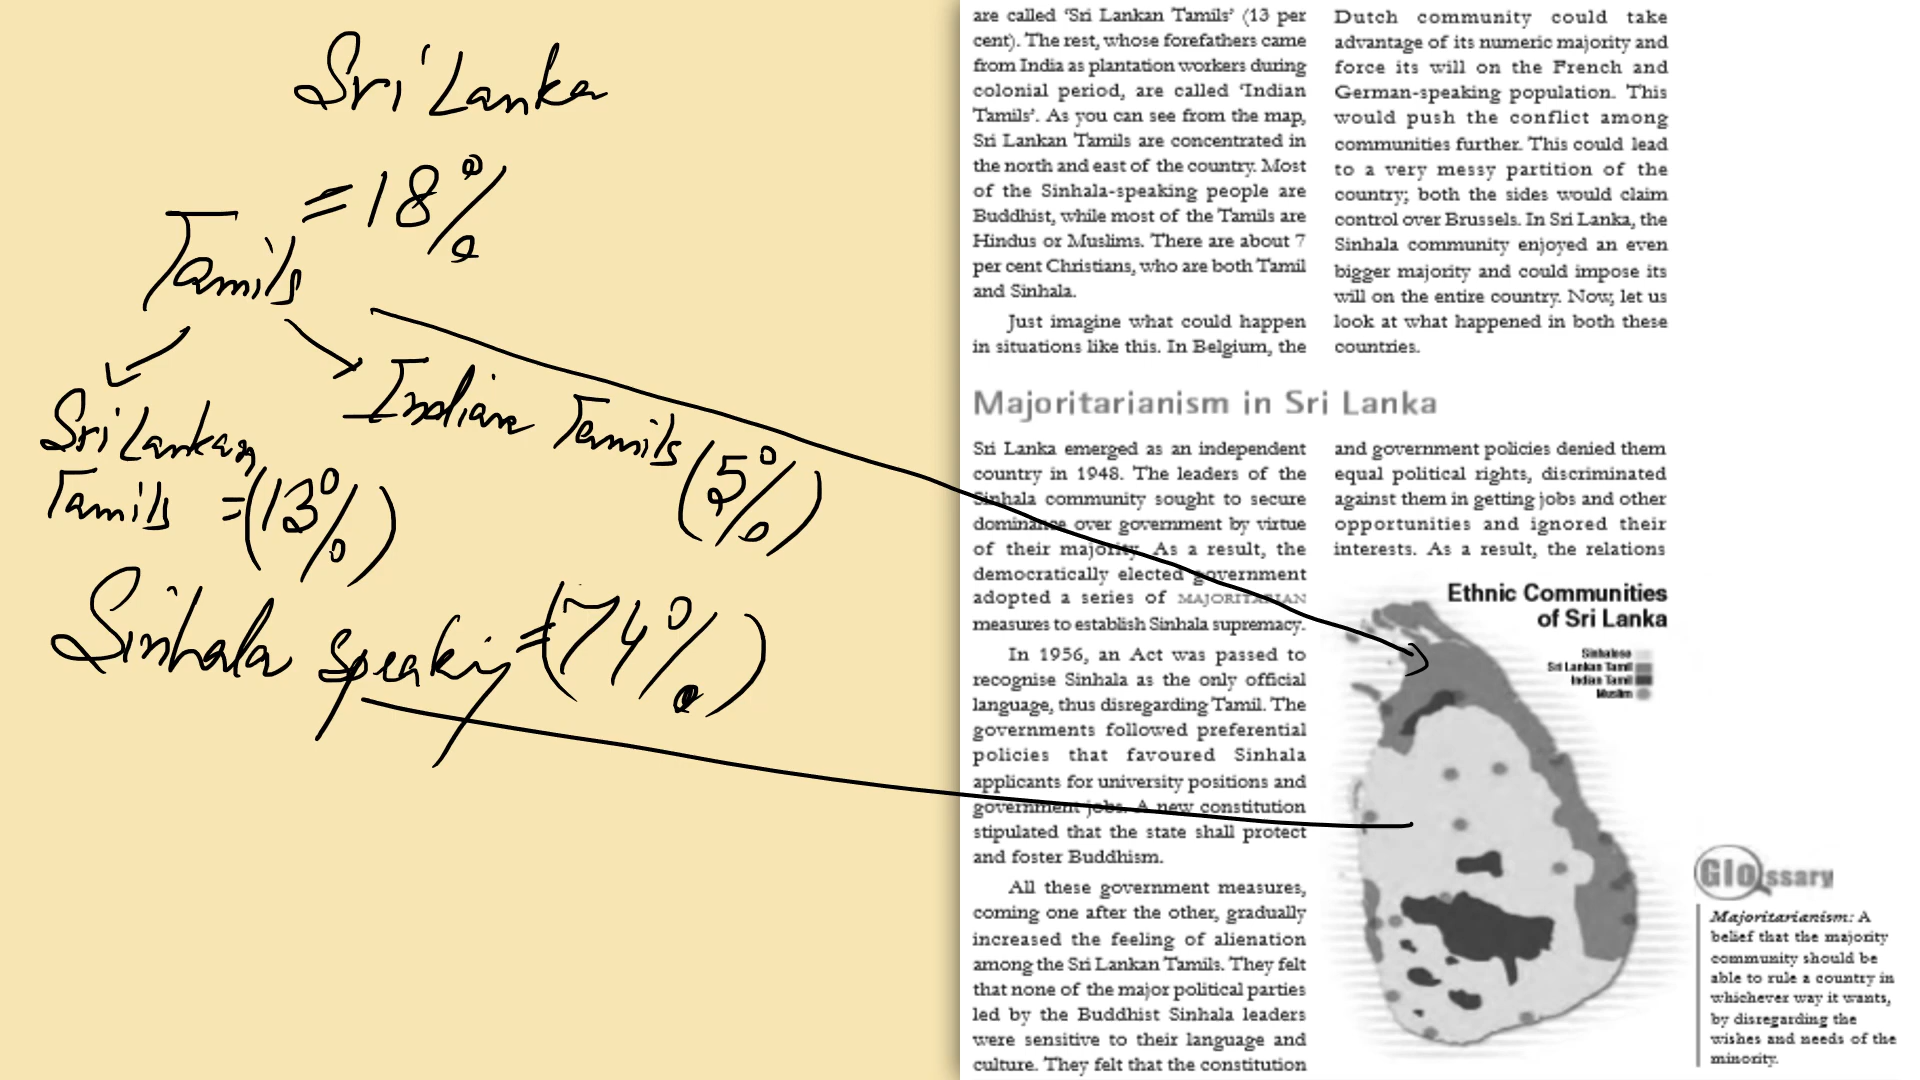 Sri Lanka
Tamils = 18%
Sri Lankan
Tamils = (13%)
Indian Tamils
(5%)
Sinhala Speaking = (74%)
are called ‘Sri Lankan Tamils’ (13 per
cent). The rest, whose forefathers came
from India as plantation workers during
colonial period, are called ‘Indian
Tamils’. As you can see from the map,
Sri Lankan Tamils are concentrated in
the north and east of the country. Most
of the Sinhala-speaking people are
Buddhist, while most of the Tamils are
Hindus or Muslims. There are about 7
per cent Christians, who are both Tamil
and Sinhala.
Just imagine what could happen
in situations like this. In Belgium, the
Dutch community could take
advantage of its numeric majority and
force its will on the French and
German-speaking population. This
would push the conflict among
communities further. This could lead
to a very messy partition of the
country; both the sides would claim
control over Brussels. In Sri Lanka, the
Sinhala community enjoyed an even
bigger majority and could impose its
will on the entire country. Now, let us
look at what happened in both these
countries.
Majoritarianism in Sri Lanka
Sri Lanka emerged as an independent
country in 1948. The leaders of the
Sinhala community sought to secure
dominance over government by virtue
of their majority. As a result, the
democratically elected government
adopted a series of MAJORITARIAN
measures to establish Sinhala supremacy.
In 1956, an Act was passed to
recognise Sinhala as the only official
language, thus disregarding Tamil. The
governments followed preferential
policies that favoured Sinhala
applicants for university positions and
government jobs. A new constitution
stipulated that the state shall protect
and foster Buddhism.
All these government measures,
coming one after the other, gradually
increased the feeling of alienation
among the Sri Lankan Tamils. They felt
that none of the major political parties
led by the Buddhist Sinhala leaders
were sensitive to their language and
culture. They felt that the constitution
and government policies denied them
equal political rights, discriminated
against them in getting jobs and other
opportunities and ignored their
interests. As a result, the relations
Ethnic Communities
of Sri Lanka
Sinhalese
Sri Lankan Tamil
Indian Tamil
Muslim
Glossary
Majoritarianism: A
belief that the majority
community should be
able to rule a country in
whichever way it wants,
by disregarding the
wishes and needs of the
minority.